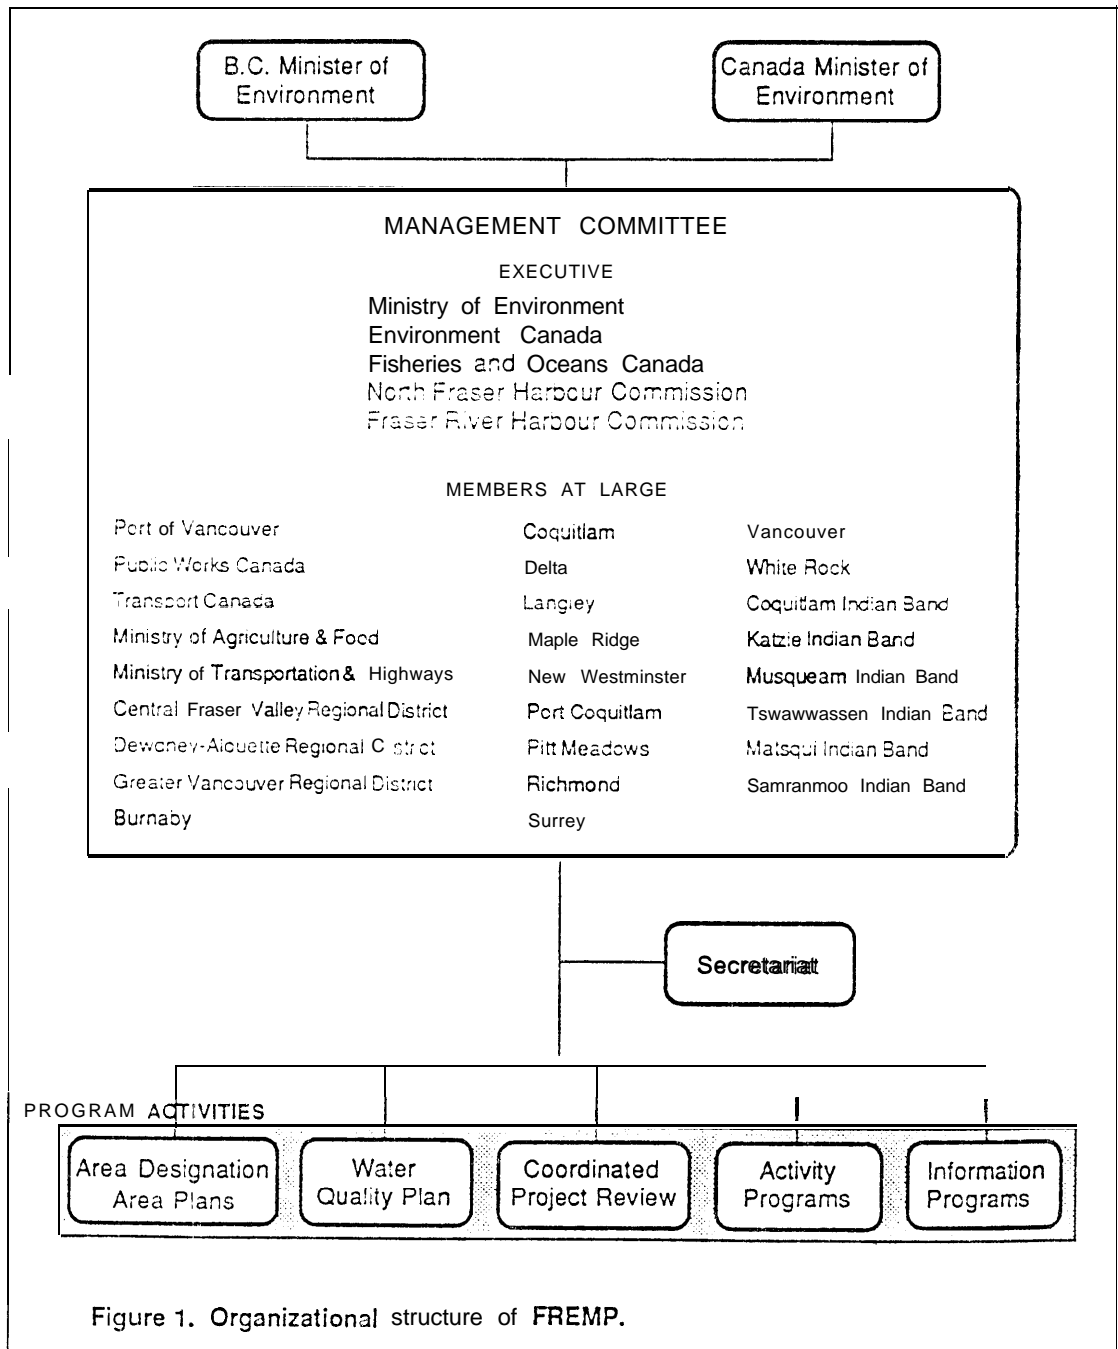 B.C. Minister of
Environment
Canada Minister of
Environment
MANAGEMENT COMMITTEE
EXECUTIVE
Ministry of Environment
Environment Canada
Fisheries and Oceans Canada
North Fraser Harbour Commission
Fraser River Harbour Commission
MEMBERS AT LARGE
Port of Vancouver
Public Works Canada
Transport Canada
Ministry of Agriculture & Food
Ministry of Transportation & Highways
Central Fraser Valley Regional District
Dewdney-Alouette Regional District
Greater Vancouver Regional District
Burnaby
Coquitlam
Delta
Langley
Maple Ridge
New Westminster
Port Coquitlam
Pitt Meadows
Richmond
Surrey
Vancouver
White Rock
Coquitlam Indian Band
Katzie Indian Band
Musqueam Indian Band
Tswawwassen Indian Band
Matsqui Indian Band
Samranmoo Indian Band
Secretariat
PROGRAM ACTIVITIES
Area Designation
Area Plans
Water
Quality Plan
Coordinated
Project Review
Activity
Programs
Information
Programs
Figure 1. Organizational structure of FREMP.